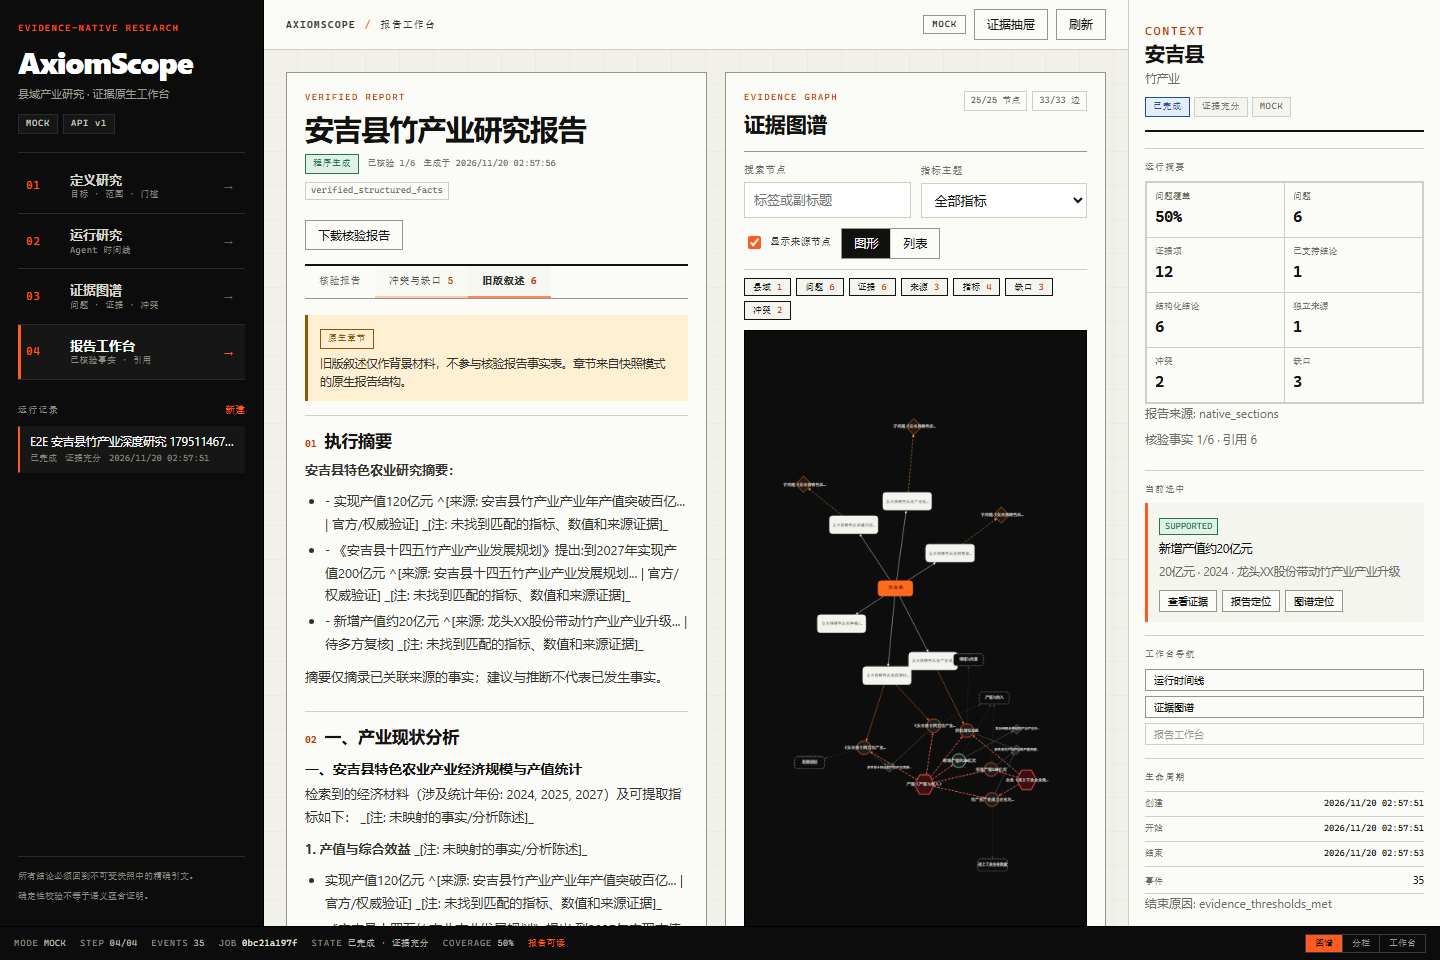 EVIDENCE-NATIVE RESEARCH
AxiomScope
县域产业研究 · 证据原生工作台
MOCK
API v1
01 定义研究 →
目标 · 范围 · 门槛
02 运行研究 →
Agent 时间线
03 证据图谱 →
问题 · 证据 · 冲突
04 报告工作台 →
已核验事实 · 引用
运行记录 新建
E2E 安吉县竹产业深度研究 179511467...
已完成 证据充分 2026/11/20 02:57:51
所有结论必须回到不可变快照中的精确引文。
确定性校验不等于语义蕴含证明。
AXIOMSCOPE / 报告工作台
MOCK 证据抽屉 刷新
VERIFIED REPORT
安吉县竹产业研究报告
程序生成 已核验 1/6 生成于 2026/11/20 02:57:56
verified_structured_facts
下载核验报告
核验报告 冲突与缺口 5 旧版叙述 6
原生章节
旧版叙述仅作背景材料，不参与核验报告事实表。章节来自快照模式
的原生报告结构。
01 执行摘要
安吉县特色农业研究摘要：
- 实现产值120亿元 ^[来源: 安吉县竹产业产业年产值突破百亿...
| 官方/权威验证] _[注: 未找到匹配的指标、数值和来源证据]_
- 《安吉县十四五竹产业产业发展规划》提出:到2027年实现产
值200亿元 ^[来源: 安吉县十四五竹产业产业发展规划... | 官方/
权威验证] _[注: 未找到匹配的指标、数值和来源证据]_
- 新增产值约20亿元 ^[来源: 龙头XX股份带动竹产业产业升级... |
待多方复核] _[注: 未找到匹配的指标、数值和来源证据]_
摘要仅摘录已关联来源的事实；建议与推断不代表已发生事实。
02 一、产业现状分析
一、安吉县特色农业产业经济规模与产值统计
检索到的经济材料（涉及统计年份: 2024, 2025, 2027）及可提取指
标如下： _[注: 未映射的事实/分析陈述]_
1. 产值与综合效益 _[注: 未映射的事实/分析陈述]_
实现产值120亿元 ^[来源: 安吉县竹产业产业年产值突破百亿... |
官方/权威验证] _[注: 未找到匹配的指标、数值和来源证据]_
EVIDENCE GRAPH
25/25 节点
33/33 边
证据图谱
搜索节点
指标主题
标签或副标题
全部指标
显示来源节点 图形 列表
县域 1 问题 6 证据 6 来源 3 指标 4 缺口 3
冲突 2
CONTEXT
安吉县
竹产业
已完成 证据充分 MOCK
运行摘要
问题覆盖
50%
问题
6
证据项
12
已支持结论
1
结构化结论
6
独立来源
1
冲突
2
缺口
3
报告来源: native_sections
核验事实 1/6 · 引用 6
当前选中
SUPPORTED
新增产值约20亿元
20亿元 · 2024 · 龙头XX股份带动竹产业产业升级
查看证据 报告定位 图谱定位
工作台导航
运行时间线
证据图谱
报告工作台
生命周期
创建 2026/11/20 02:57:51
开始 2026/11/20 02:57:51
结束 2026/11/20 02:57:53
事件 35
结束原因: evidence_thresholds_met
MODE MOCK STEP 04/04 EVENTS 35 JOB 0bc21a197f STATE 已完成 · 证据充分 COVERAGE 50% 报告可读
图谱 分栏 工作台